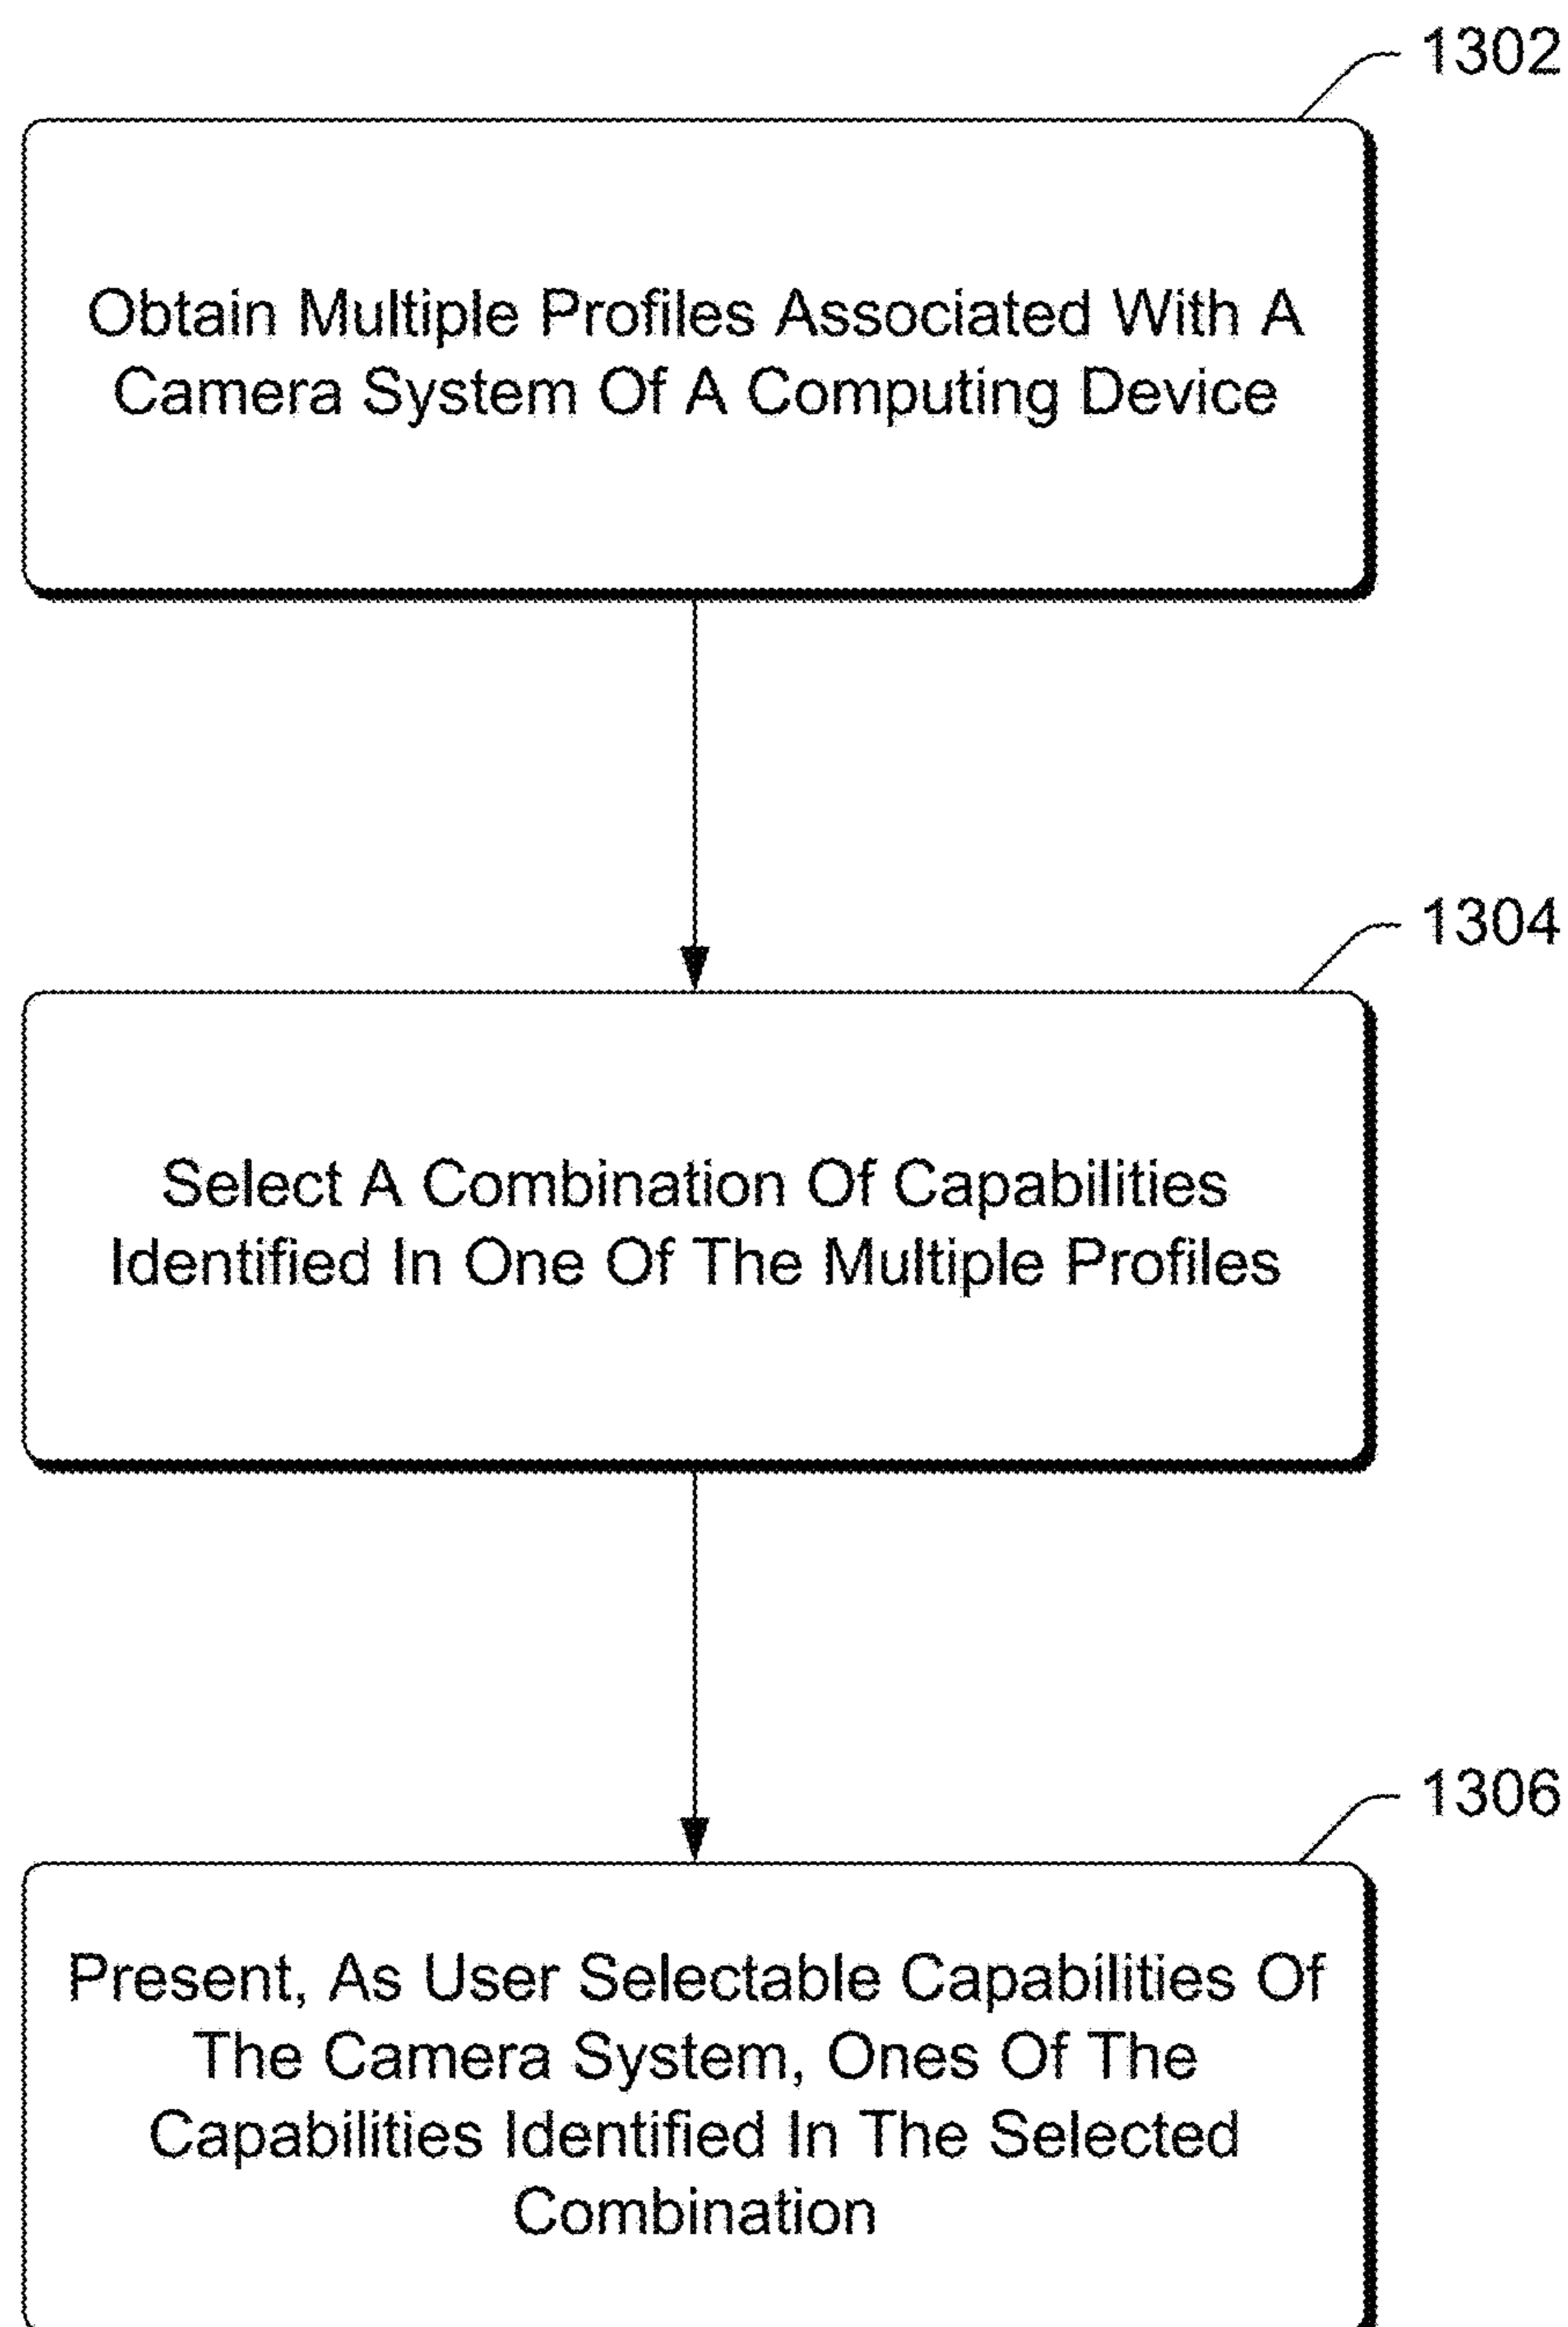 1302
Obtain Multiple Profiles Associated With A
Camera System Of A Computing Device
1304
Select A Combination Of Capabilities
Identified In One Of The Multiple Profiles
1306
Present, As User Selectable Capabilities Of
The Camera System, Ones Of The
Capabilities Identified In The Selected
Combination